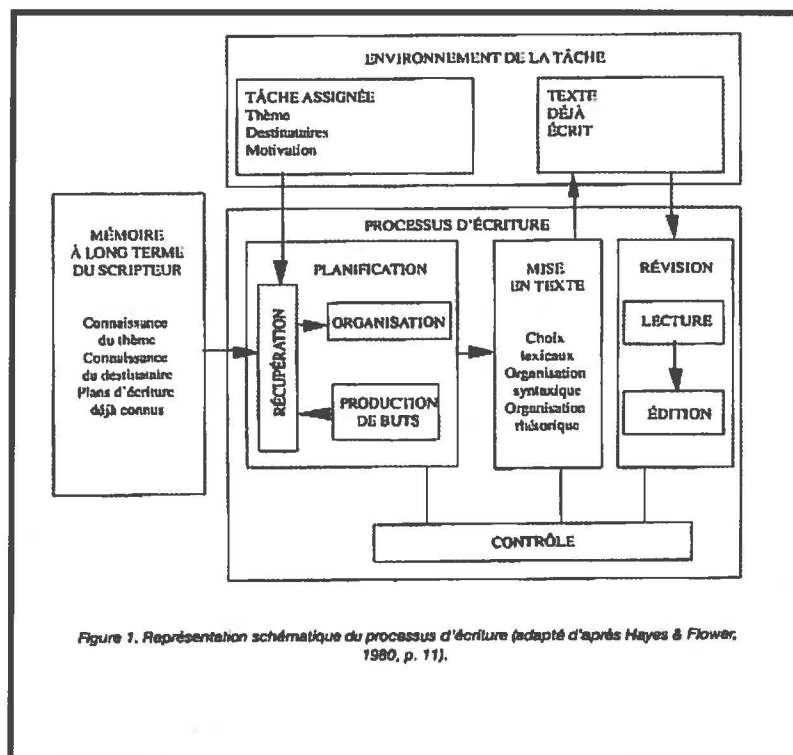 ENVIRONNEMENT DE LA TÂCHE
TÂCHE ASSIGNÉE
Thème
Destinataires
Motivation
TEXTE
DÉJÀ
ÉCRIT
MÉMOIRE
À LONG TERME
DU SCRIPTEUR
Connaissance
du thème
Connaissance
du destinataire
Plans d'écriture
déjà connus
PROCESSUS D'ÉCRITURE
PLANIFICATION
RÉCUPÉRATION
ORGANISATION
PRODUCTION
DE BUTS
MISE
EN TEXTE
Choix
lexicaux
Organisation
syntaxique
Organisation
rhétorique
RÉVISION
LECTURE
ÉDITION
CONTRÔLE
Figure 1. Représentation schématique du processus d'écriture (adapté d'après Hayes & Flower,
1980, p. 11).